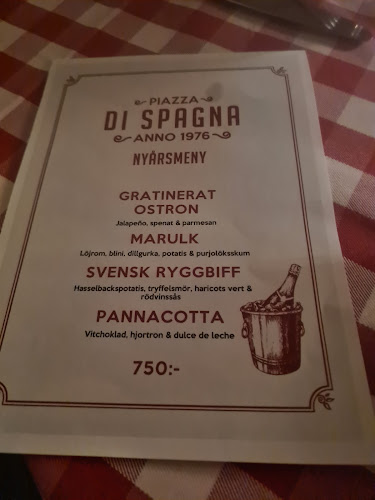 PIAZZA
DI SPAGNA
ANNO 1976
NYÅRSMENY
GRATINERAT
OSTRON
Jalapeño, spenat & parmesan
MARULK
Löjrom, blini, dillgurka, potatis & purjolöksskum
SVENSK RYGGBIFF
Hasselbackspotatis, tryffelsmör, haricots vert &
rödvinssås
PANNACOTTA
Vitchoklad, hjortron & dulce de leche
750:-